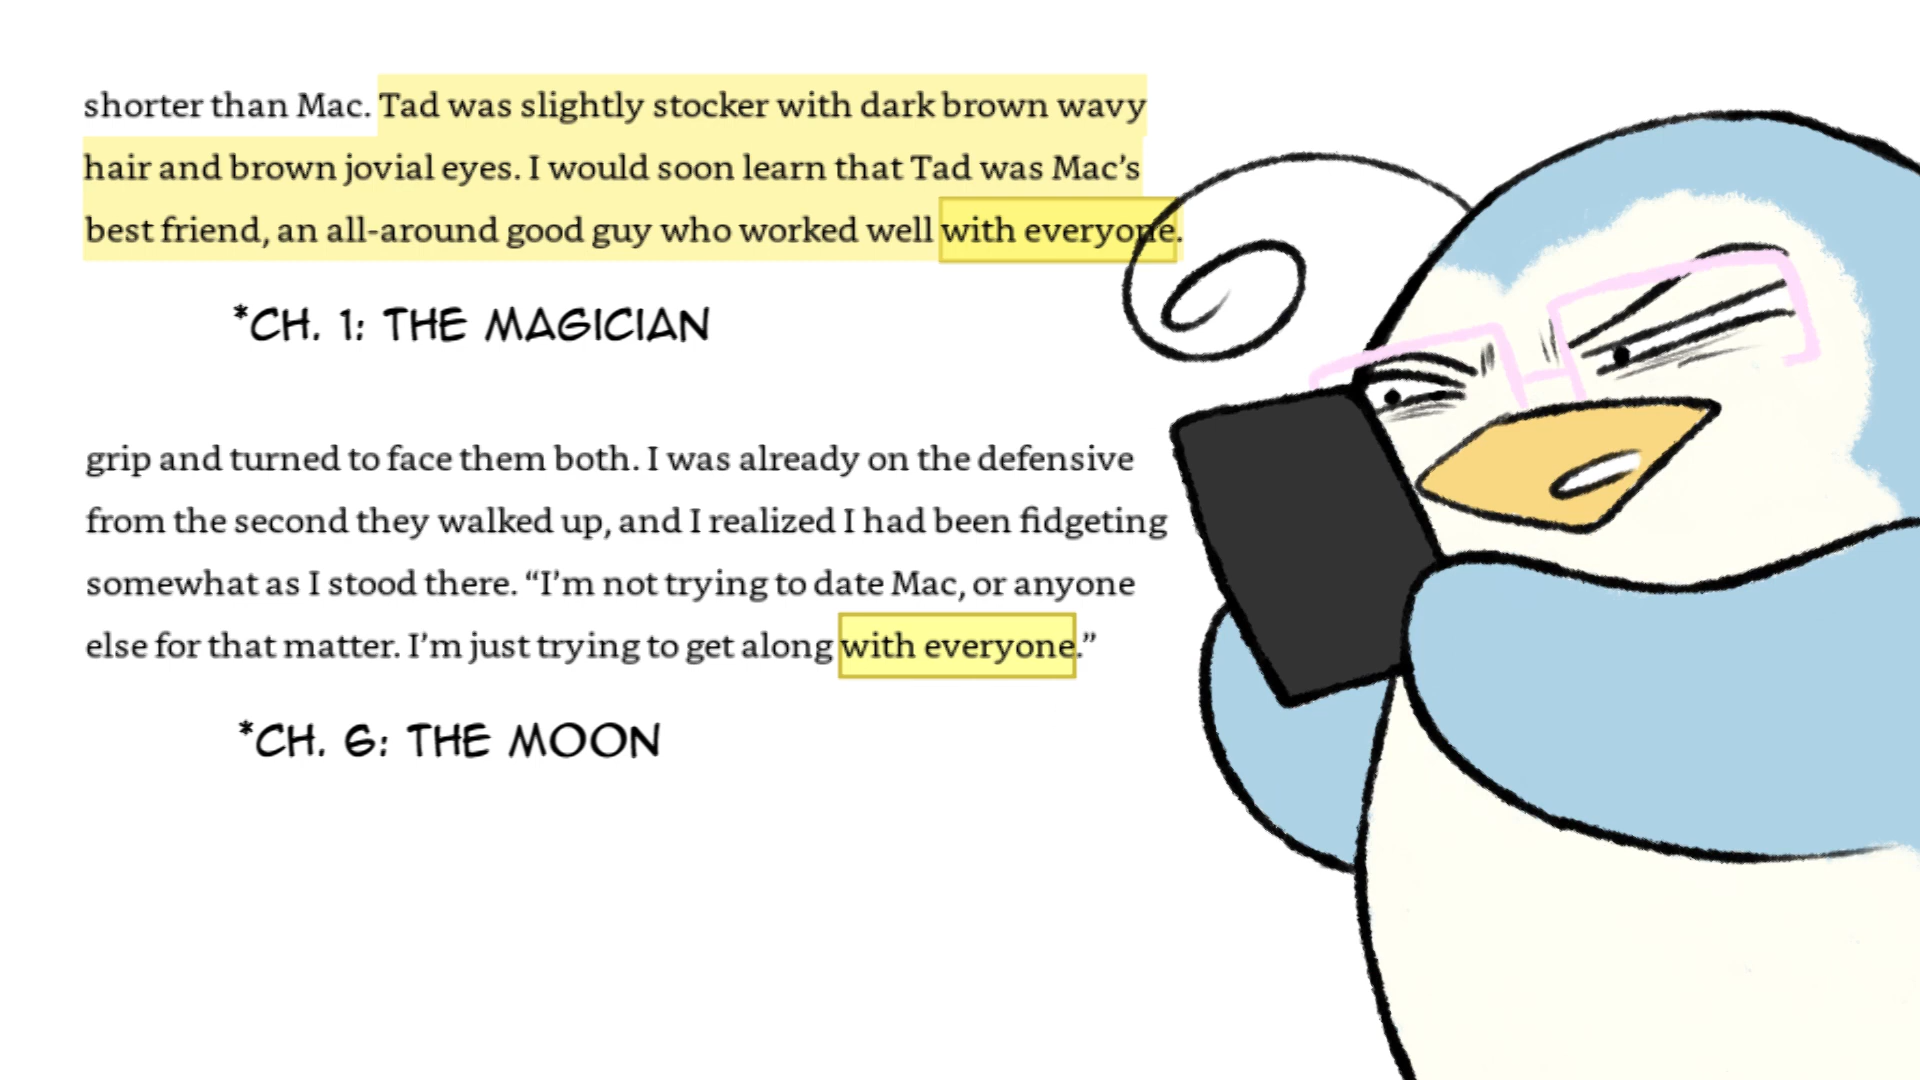 shorter than Mac. Tad was slightly stocker with dark brown wavy
hair and brown jovial eyes. I would soon learn that Tad was Mac’s
best friend, an all-around good guy who worked well with everyone.
*CH. 1: THE MAGICIAN
grip and turned to face them both. I was already on the defensive
from the second they walked up, and I realized I had been fidgeting
somewhat as I stood there. “I’m not trying to date Mac, or anyone
else for that matter. I’m just trying to get along with everyone.”
*CH. 6: THE MOON